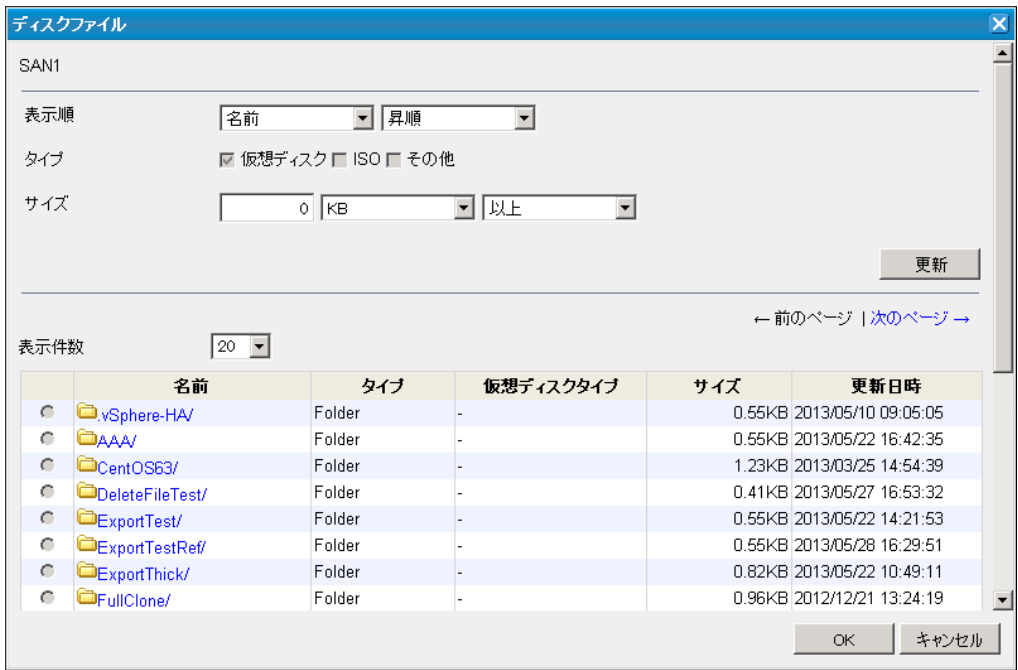 ディスクファイル
SAN1
表示順 名前 昇順
タイプ 仮想ディスク ISO その他
サイズ 0 KB 以上
更新
← 前のページ | 次のページ →
表示件数 20
名前 タイプ 仮想ディスクタイプ サイズ 更新日時
.vSphere-HA/ Folder - 0.55KB 2013/05/10 09:05:05
AAA/ Folder - 0.55KB 2013/05/22 16:42:35
CentOS63/ Folder - 1.23KB 2013/03/25 14:54:39
DeleteFileTest/ Folder - 0.41KB 2013/05/27 16:53:32
ExportTest/ Folder - 0.55KB 2013/05/22 14:21:53
ExportTestRef/ Folder - 0.55KB 2013/05/28 16:29:51
ExportThick/ Folder - 0.82KB 2013/05/22 10:49:11
FullClone/ Folder - 0.96KB 2012/12/21 13:24:19
OK キャンセル